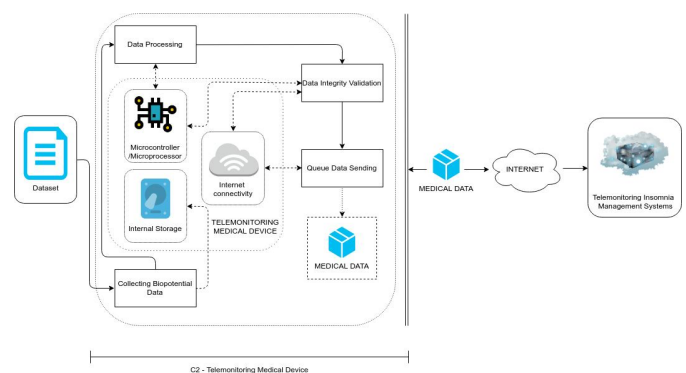 Data Processing
Data Integrity Validation
Microcontroller
/Microprocessor
Dataset
Internet
connectivity
Queue Data Sending
MEDICAL DATA
INTERNET
Telemonitoring Insomnia
Management Systems
Internal Storage
TELEMONITORING
MEDICAL DEVICE
MEDICAL DATA
Collecting Biopotential
Data
C2 - Telemonitoring Medical Device